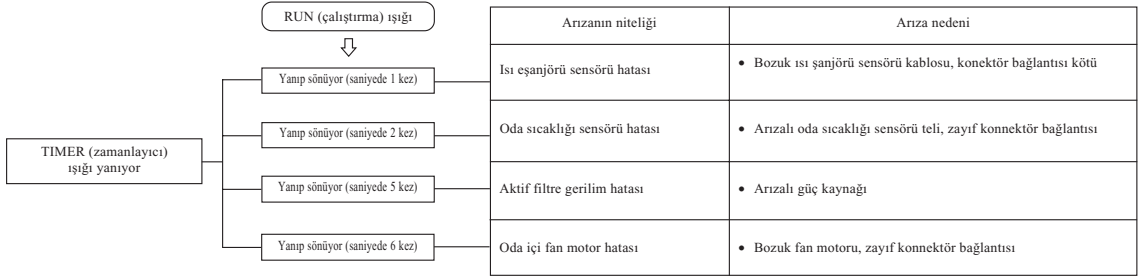 RUN (çalıştırma) ışığı
Arızanın niteliği
Arıza nedeni
TIMER (zamanlayıcı)
ışığı yanıyor
Yanıp sönüyor (saniyede 1 kez)
Isı eşanjörü sensörü hatası
• Bozuk ısı şanjörü sensörü kablosu, konektör bağlantısı kötü
Yanıp sönüyor (saniyede 2 kez)
Oda sıcaklığı sensörü hatası
• Arızalı oda sıcaklığı sensörü teli, zayıf konnektör bağlantısı
Yanıp sönüyor (saniyede 5 kez)
Aktif filtre gerilim hatası
• Arızalı güç kaynağı
Yanıp sönüyor (saniyede 6 kez)
Oda içi fan motor hatası
• Bozuk fan motoru, zayıf konnektör bağlantısı